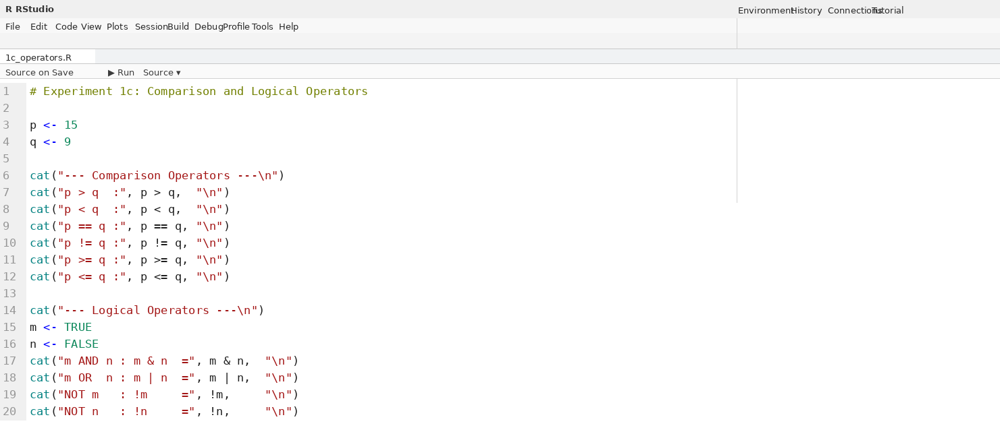 R RStudio
Environment History Connections Tutorial
File Edit Code View Plots Session Build Debug Profile Tools Help
1c_operators.R
Source on Save ▶ Run Source ▾
1 # Experiment 1c: Comparison and Logical Operators
2
3 p <- 15
4 q <- 9
5
6 cat("--- Comparison Operators ---\n")
7 cat("p > q  :", p > q,  "\n")
8 cat("p < q  :", p < q,  "\n")
9 cat("p == q :", p == q, "\n")
10 cat("p != q :", p != q, "\n")
11 cat("p >= q :", p >= q, "\n")
12 cat("p <= q :", p <= q, "\n")
13
14 cat("--- Logical Operators ---\n")
15 m <- TRUE
16 n <- FALSE
17 cat("m AND n : m & n  =", m & n,  "\n")
18 cat("m OR  n : m | n  =", m | n,  "\n")
19 cat("NOT m   : !m     =", !m,     "\n")
20 cat("NOT n   : !n     =", !n,     "\n")